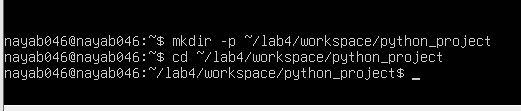 nayab046@nayab046:~$ mkdir -p ~/lab4/workspace/python_project
nayab046@nayab046:~$ cd ~/lab4/workspace/python_project
nayab046@nayab046:~/lab4/workspace/python_project$ _